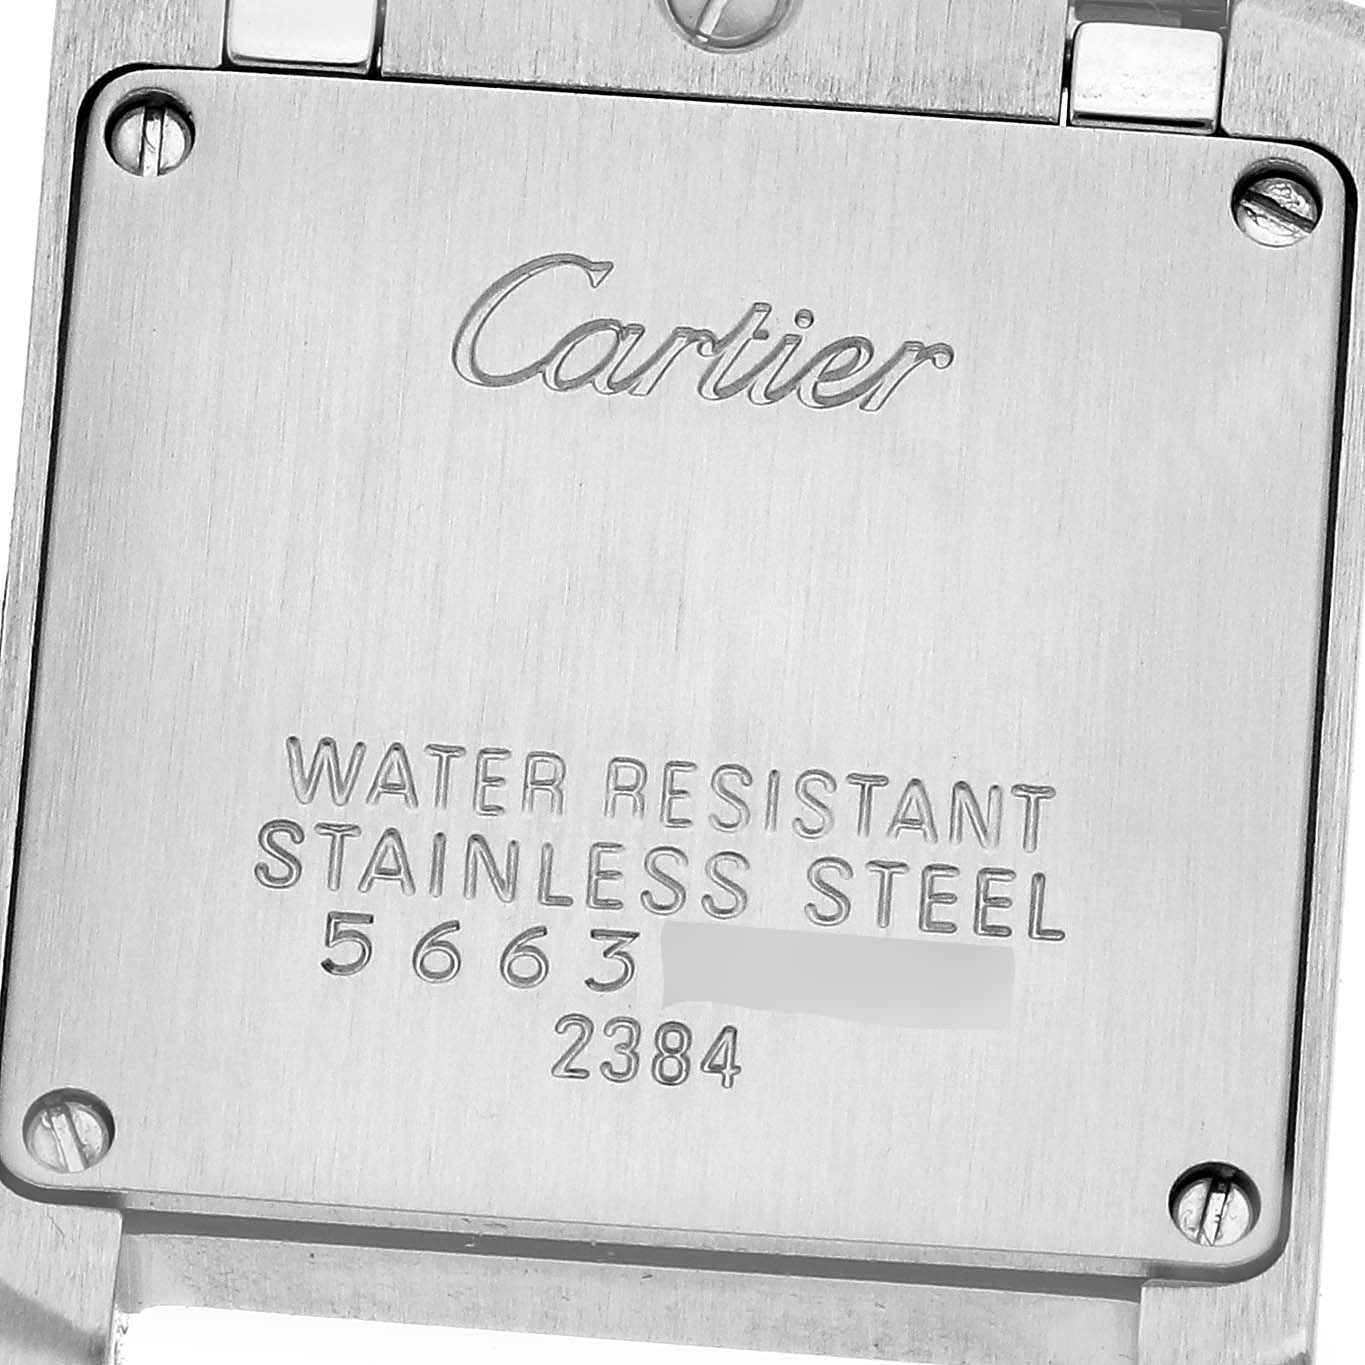 Cartier
WATER RESISTANT
STAINLESS STEEL
5663
2384